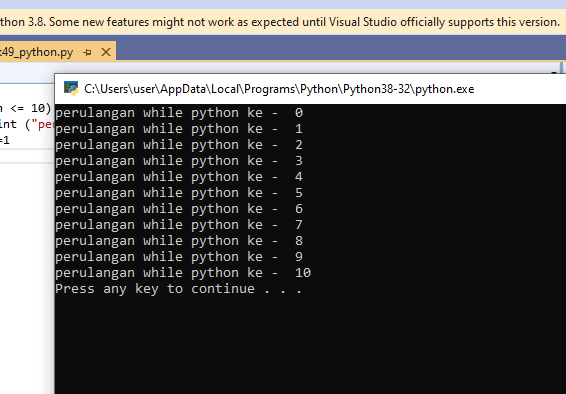 thon 3.8. Some new features might not work as expected until Visual Studio officially supports this version.
k49_python.py
C:\Users\user\AppData\Local\Programs\Python\Python38-32\python.exe
n <= 10)
int ("per
=1
perulangan while python ke -  0
perulangan while python ke -  1
perulangan while python ke -  2
perulangan while python ke -  3
perulangan while python ke -  4
perulangan while python ke -  5
perulangan while python ke -  6
perulangan while python ke -  7
perulangan while python ke -  8
perulangan while python ke -  9
perulangan while python ke -  10
Press any key to continue . . .